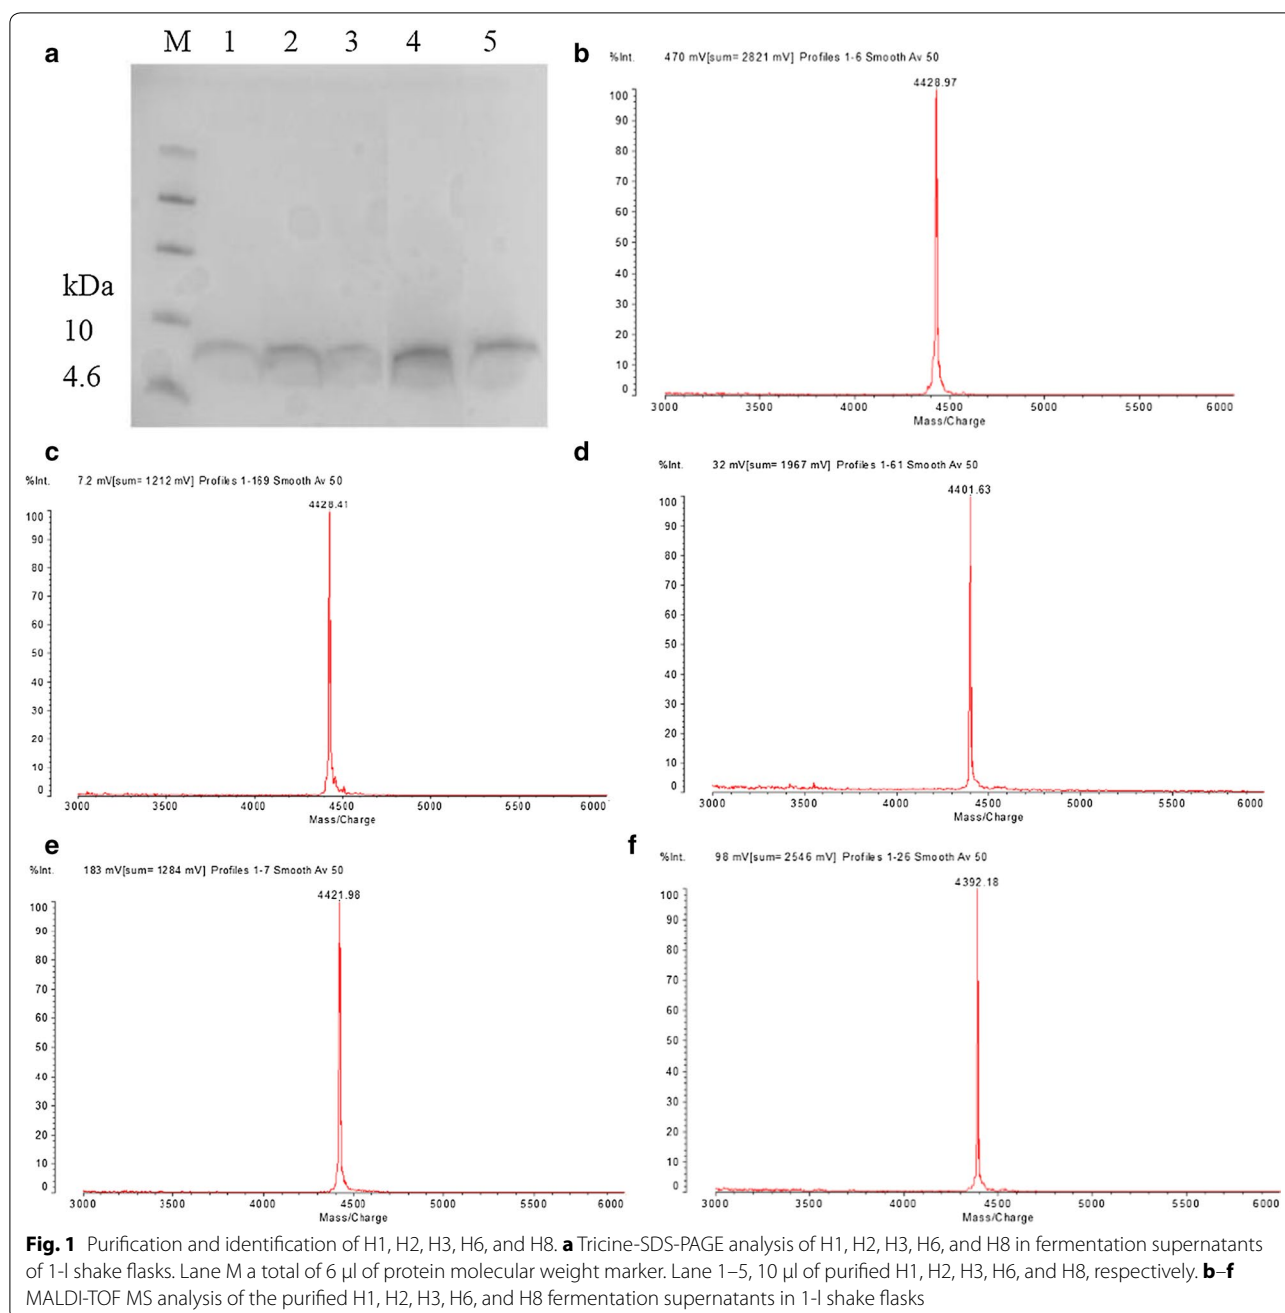 a
M 1 2 3 4 5
kDa
10
4.6
b
%Int. 470 mV[sum= 2821 mV] Profiles 1-6 Smooth Av 50
4428.97
100
90
80
70
60
50
40
30
20
10
0
3000 3500 4000 4500 5000 5500 6000
Mass/Charge
c
%Int. 7.2 mV[sum= 1212 mV] Profiles 1-169 Smooth Av 50
4428.41
100
90
80
70
60
50
40
30
20
10
0
3000 3500 4000 4500 5000 5500 6000
Mass/Charge
d
%Int. 32 mV[sum= 1967 mV] Profiles 1-61 Smooth Av 50
4401.63
100
90
80
70
60
50
40
30
20
10
0
3000 3500 4000 4500 5000 5500 6000
Mass/Charge
e
%Int. 183 mV[sum= 1284 mV] Profiles 1-7 Smooth Av 50
4421.98
100
90
80
70
60
50
40
30
20
10
0
3000 3500 4000 4500 5000 5500 6000
Mass/Charge
f
%Int. 98 mV[sum= 2546 mV] Profiles 1-26 Smooth Av 50
4392.18
100
90
80
70
60
50
40
30
20
10
0
3000 3500 4000 4500 5000 5500 6000
Mass/Charge
Fig. 1 Purification and identification of H1, H2, H3, H6, and H8. a Tricine-SDS-PAGE analysis of H1, H2, H3, H6, and H8 in fermentation supernatants
of 1-l shake flasks. Lane M a total of 6 µl of protein molecular weight marker. Lane 1–5, 10 µl of purified H1, H2, H3, H6, and H8, respectively. b–f
MALDI-TOF MS analysis of the purified H1, H2, H3, H6, and H8 fermentation supernatants in 1-l shake flasks